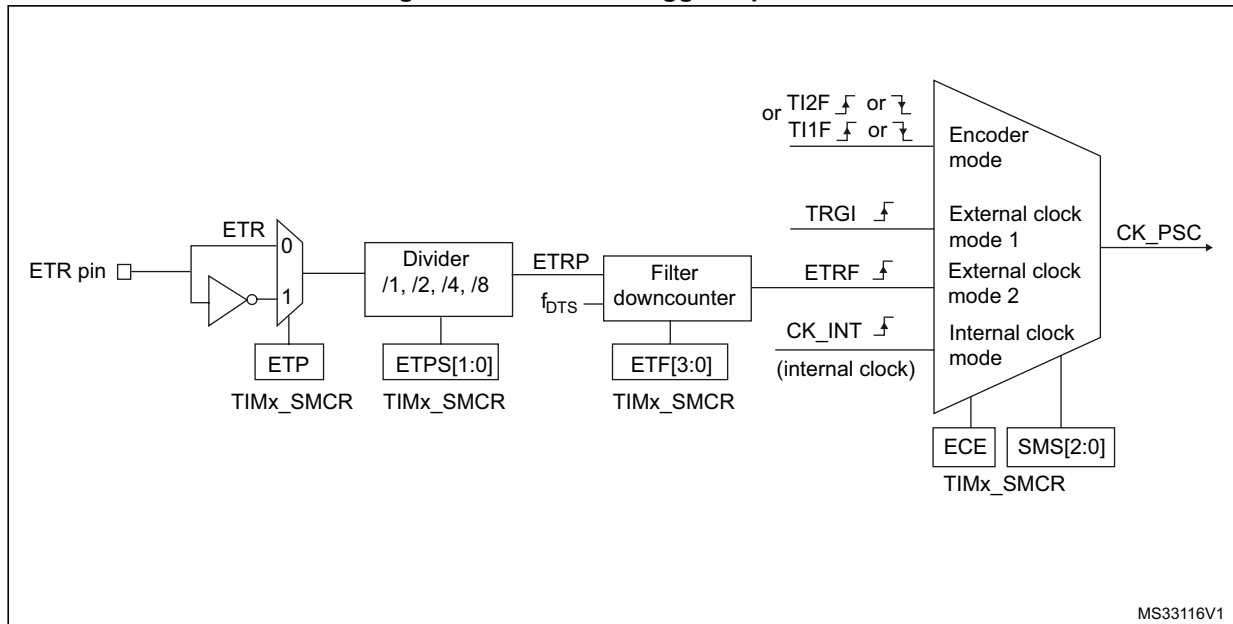 or TI2F or
TI1F or
Encoder
mode
TRGI
External clock
mode 1
CK_PSC
ETR
0
1
ETR pin
Divider
/1, /2, /4, /8
ETRP
fDTS
Filter
downcounter
ETRF
External clock
mode 2
CK_INT
(internal clock)
Internal clock
mode
ETP
TIMx_SMCR
ETPS[1:0]
TIMx_SMCR
ETF[3:0]
TIMx_SMCR
ECE
SMS[2:0]
TIMx_SMCR
MS33116V1